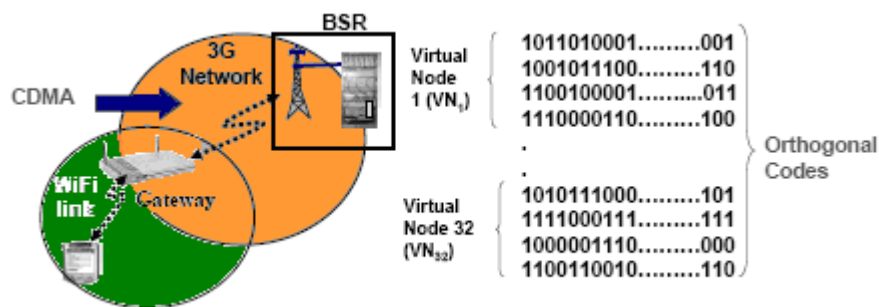 BSR
3G
Network
CDMA
WiFi
link
Gateway
Virtual
Node
1 (VN1)
1011010001.........001
1001011100.........110
1100100001.........011
1110000110.........100
.
.
Virtual
Node 32
(VN32)
1010111000.........101
1111000111.........111
1000001110.........000
1100110010.........110
Orthogonal
Codes